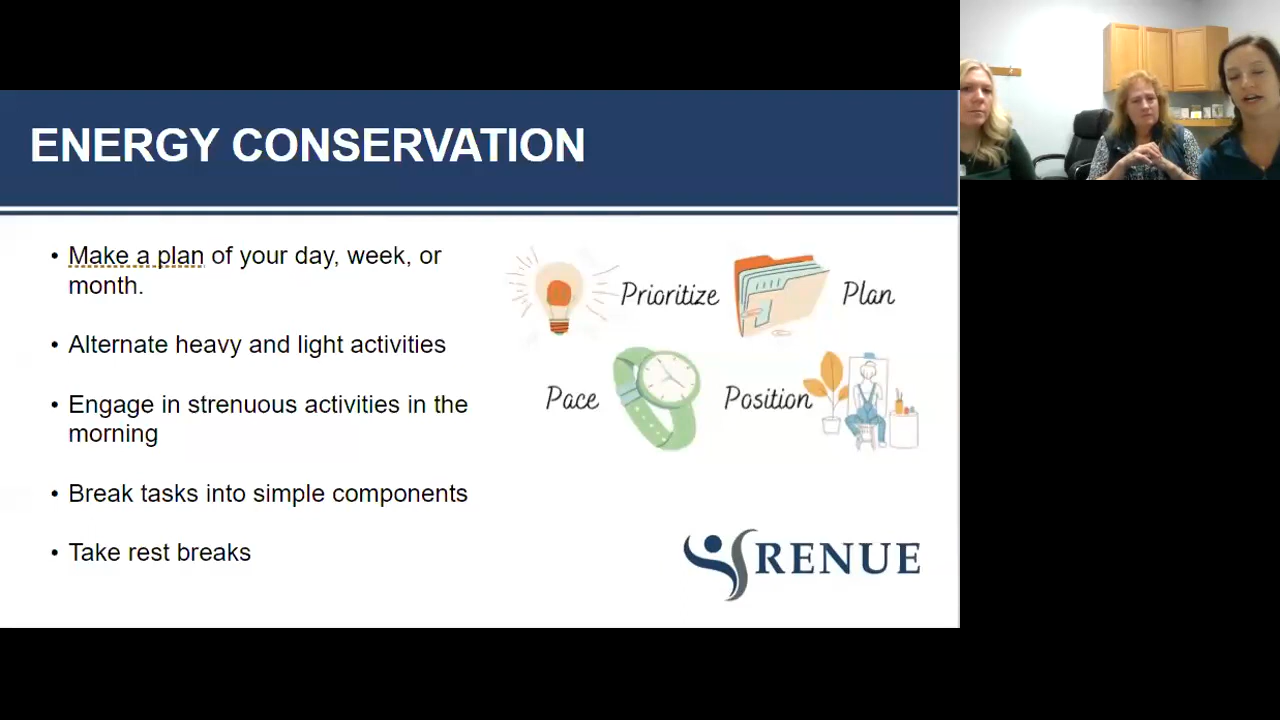 ENERGY CONSERVATION
• Make a plan of your day, week, or
month.
• Alternate heavy and light activities
• Engage in strenuous activities in the
morning
• Break tasks into simple components
• Take rest breaks
Prioritize
Plan
Pace
Position
RENUE